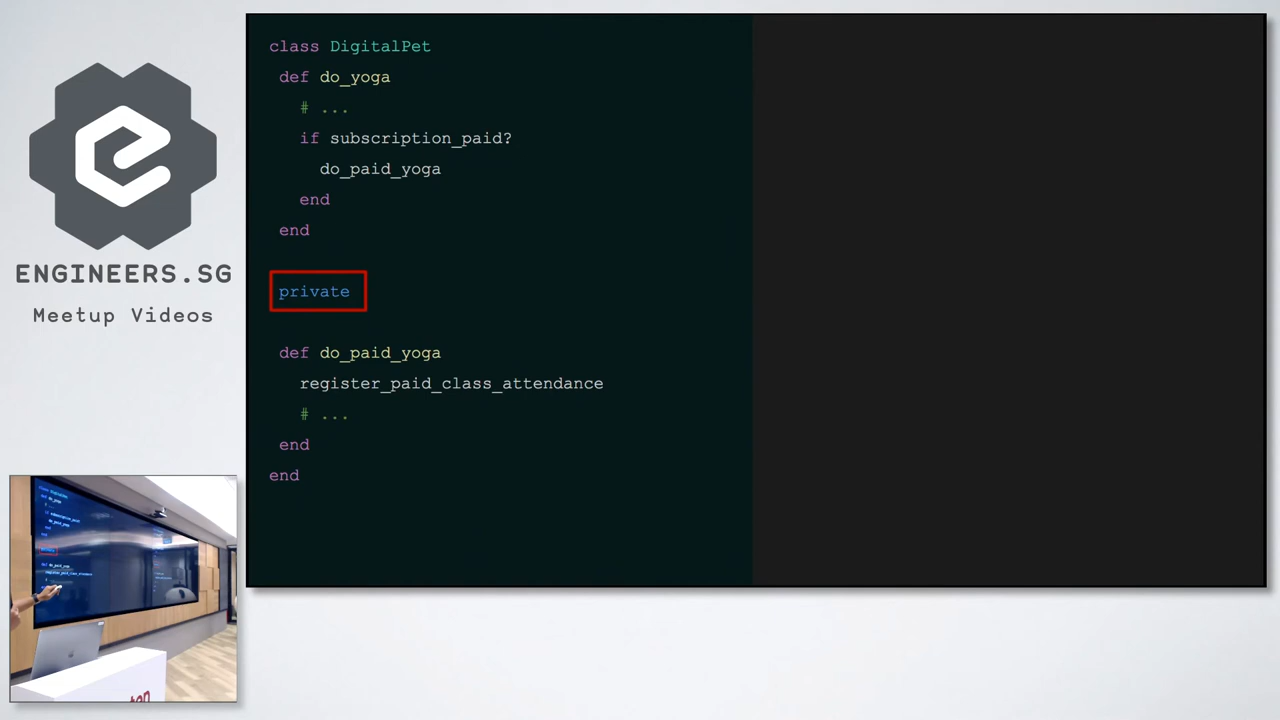 ENGINEERS.SG
Meetup Videos
class DigitalPet
def do_yoga
# ...
if subscription_paid?
do_paid_yoga
end
end
private
def do_paid_yoga
register_paid_class_attendance
# ...
end
end